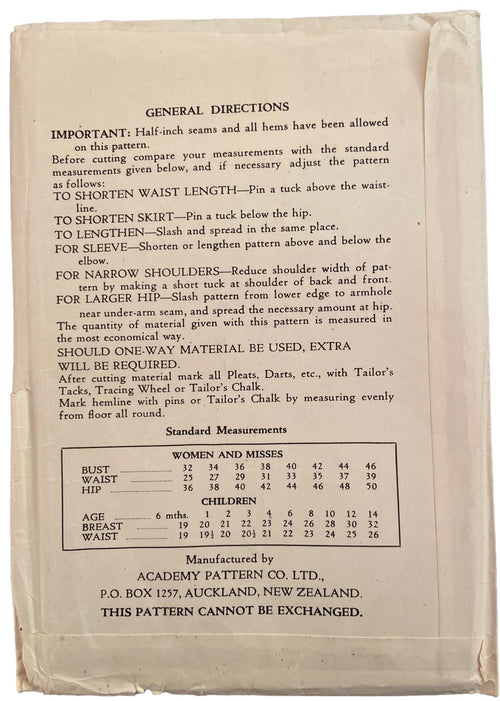 GENERAL DIRECTIONS
IMPORTANT: Half-inch seams and all hems have been allowed
on this pattern.
Before cutting compare your measurements with the standard
measurements given below, and if necessary adjust the pattern
as follows:
TO SHORTEN WAIST LENGTH—Pin a tuck above the waist-
line.
TO SHORTEN SKIRT—Pin a tuck below the hip.
TO LENGTHEN—Slash and spread in the same place.
FOR SLEEVE—Shorten or lengthen pattern above and below the
elbow.
FOR NARROW SHOULDERS—Reduce shoulder width of pat-
tern by making a short tuck at shoulder of back and front.
FOR LARGER HIP—Slash pattern from lower edge to armhole
near under-arm seam, and spread the necessary amount at hip.
The quantity of material given with this pattern is measured in
the most economical way.
SHOULD ONE-WAY MATERIAL BE USED, EXTRA
WILL BE REQUIRED.
After cutting material mark all Pleats, Darts, etc., with Tailor's
Tacks, Tracing Wheel or Tailor's Chalk.
Mark hemline with pins or Tailor's Chalk by measuring evenly
from floor all round.
Standard Measurements
WOMEN AND MISSES
BUST 32 34 36 38 40 42 44 46
WAIST 25 27 29 31 33 35 37 39
HIP 36 38 40 42 44 46 48 50
CHILDREN
AGE 6 mths. 1 2 3 4 6 8 10 12 14
BREAST 19 20 21 22 23 24 26 28 30 32
WAIST 19 19½ 20 20½ 21 22 23 24 25 26
Manufactured by
ACADEMY PATTERN CO. LTD.,
P.O. BOX 1257, AUCKLAND, NEW ZEALAND.
THIS PATTERN CANNOT BE EXCHANGED.